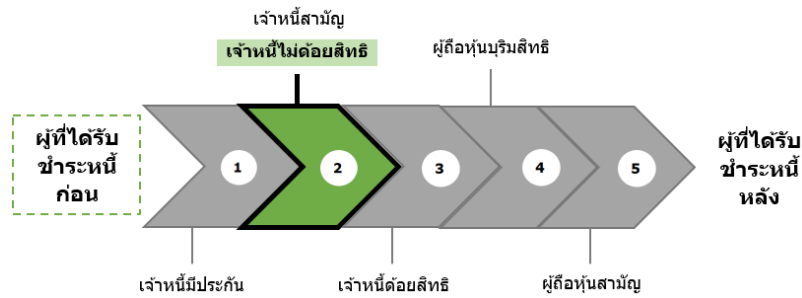 เจ้าหนี้สามัญ
เจ้าหนี้ไม่ด้อยสิทธิ
ผู้ถือหุ้นบุริมสิทธิ
ผู้ที่ได้รับ
ชำระหนี้
ก่อน
1
2
3
4
5
ผู้ที่ได้รับ
ชำระหนี้
หลัง
เจ้าหนี้มีประกัน
เจ้าหนี้ด้อยสิทธิ
ผู้ถือหุ้นสามัญ